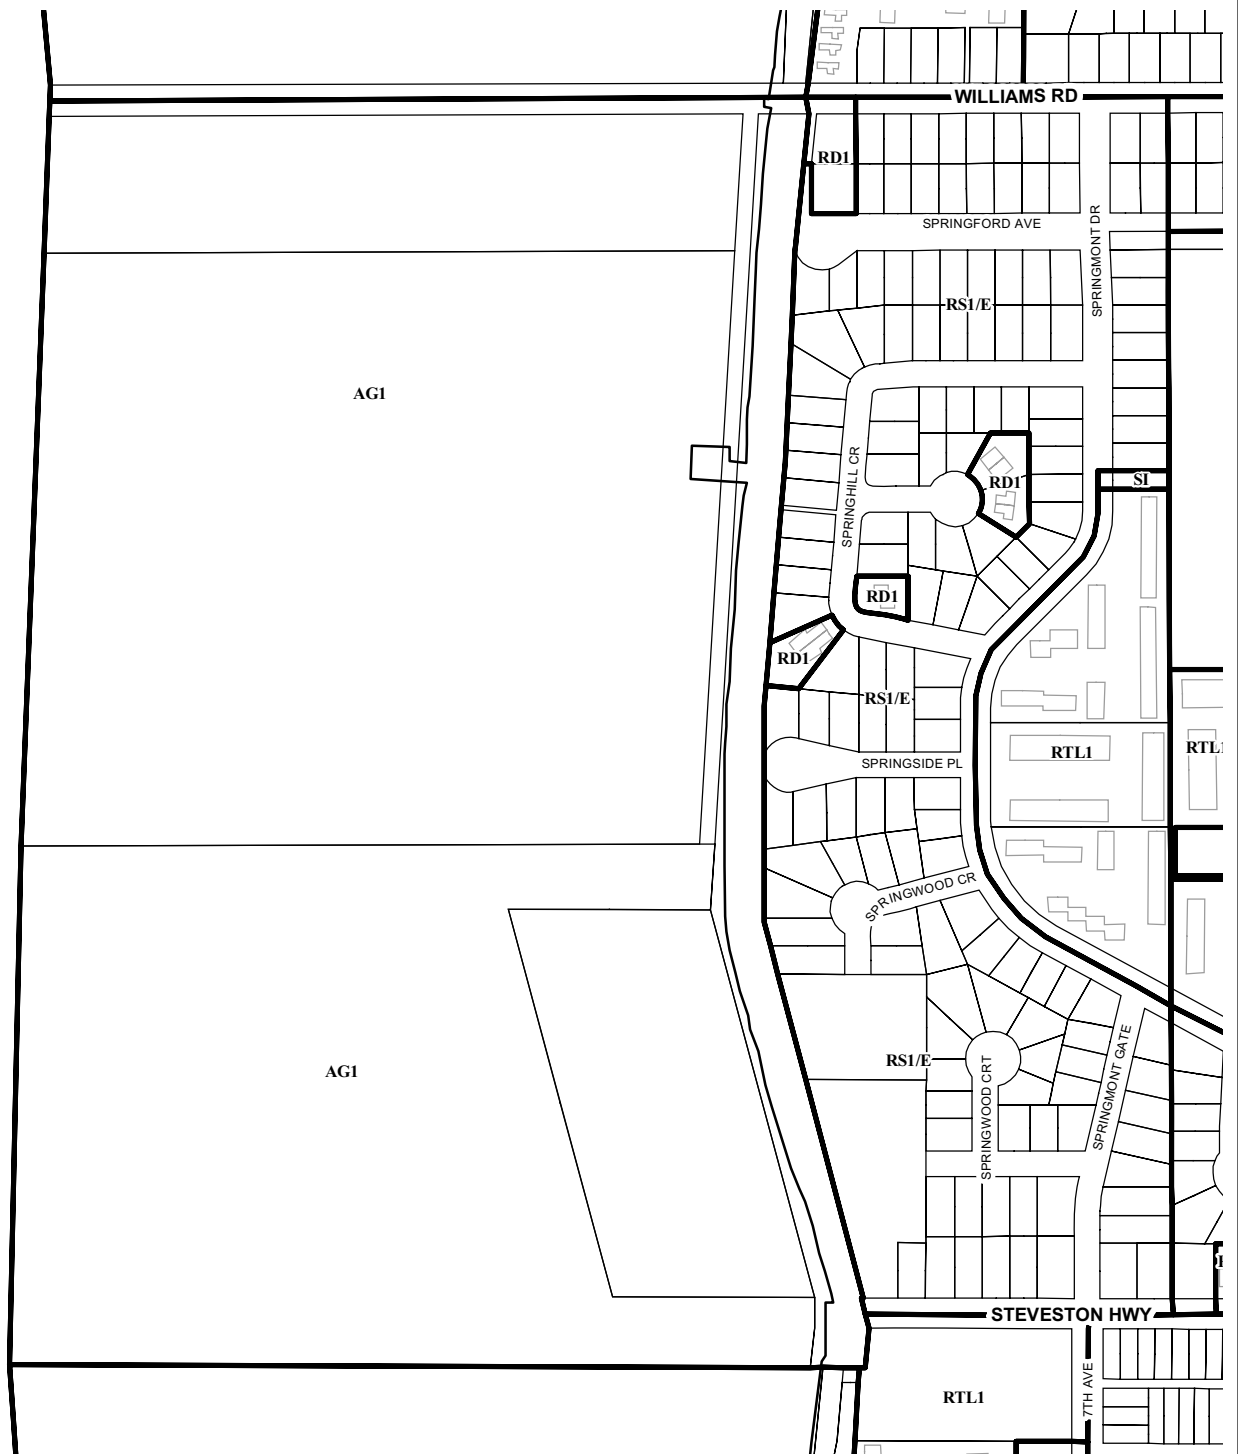 WILLIAMS RD
RD1
SPRINGFORD AVE
SPRINGMONT DR
RS1/E
AG1
SPRINGHILL CR
RD1
SI
RD1
RD1
RS1/E
RTL1
RTL1
SPRINGSIDE PL
SPRINGWOOD CR
RS1/E
AG1
SPRINGWOOD CRT
SPRINGMONT GATE
STEVESTON HWY
7TH AVE
RTL1